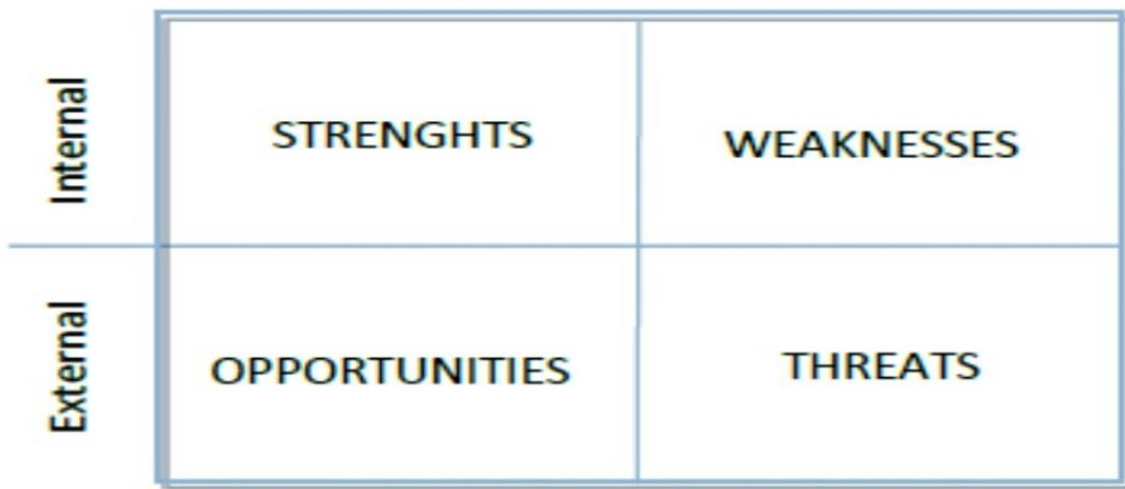 Internal
STRENGHTS
WEAKNESSES
External
OPPORTUNITIES
THREATS